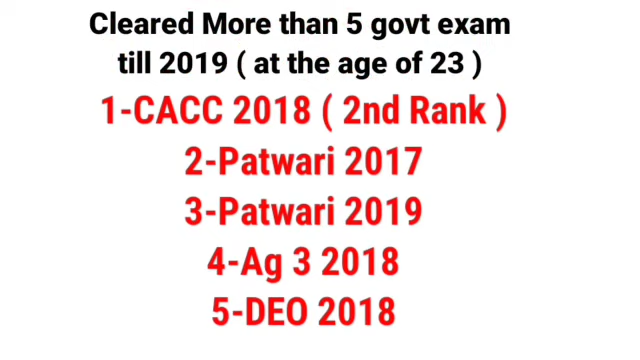 Cleared More than 5 govt exam
till 2019 ( at the age of 23 )
1-CACC 2018 ( 2nd Rank )
2-Patwari 2017
3-Patwari 2019
4-Ag 3 2018
5-DEO 2018